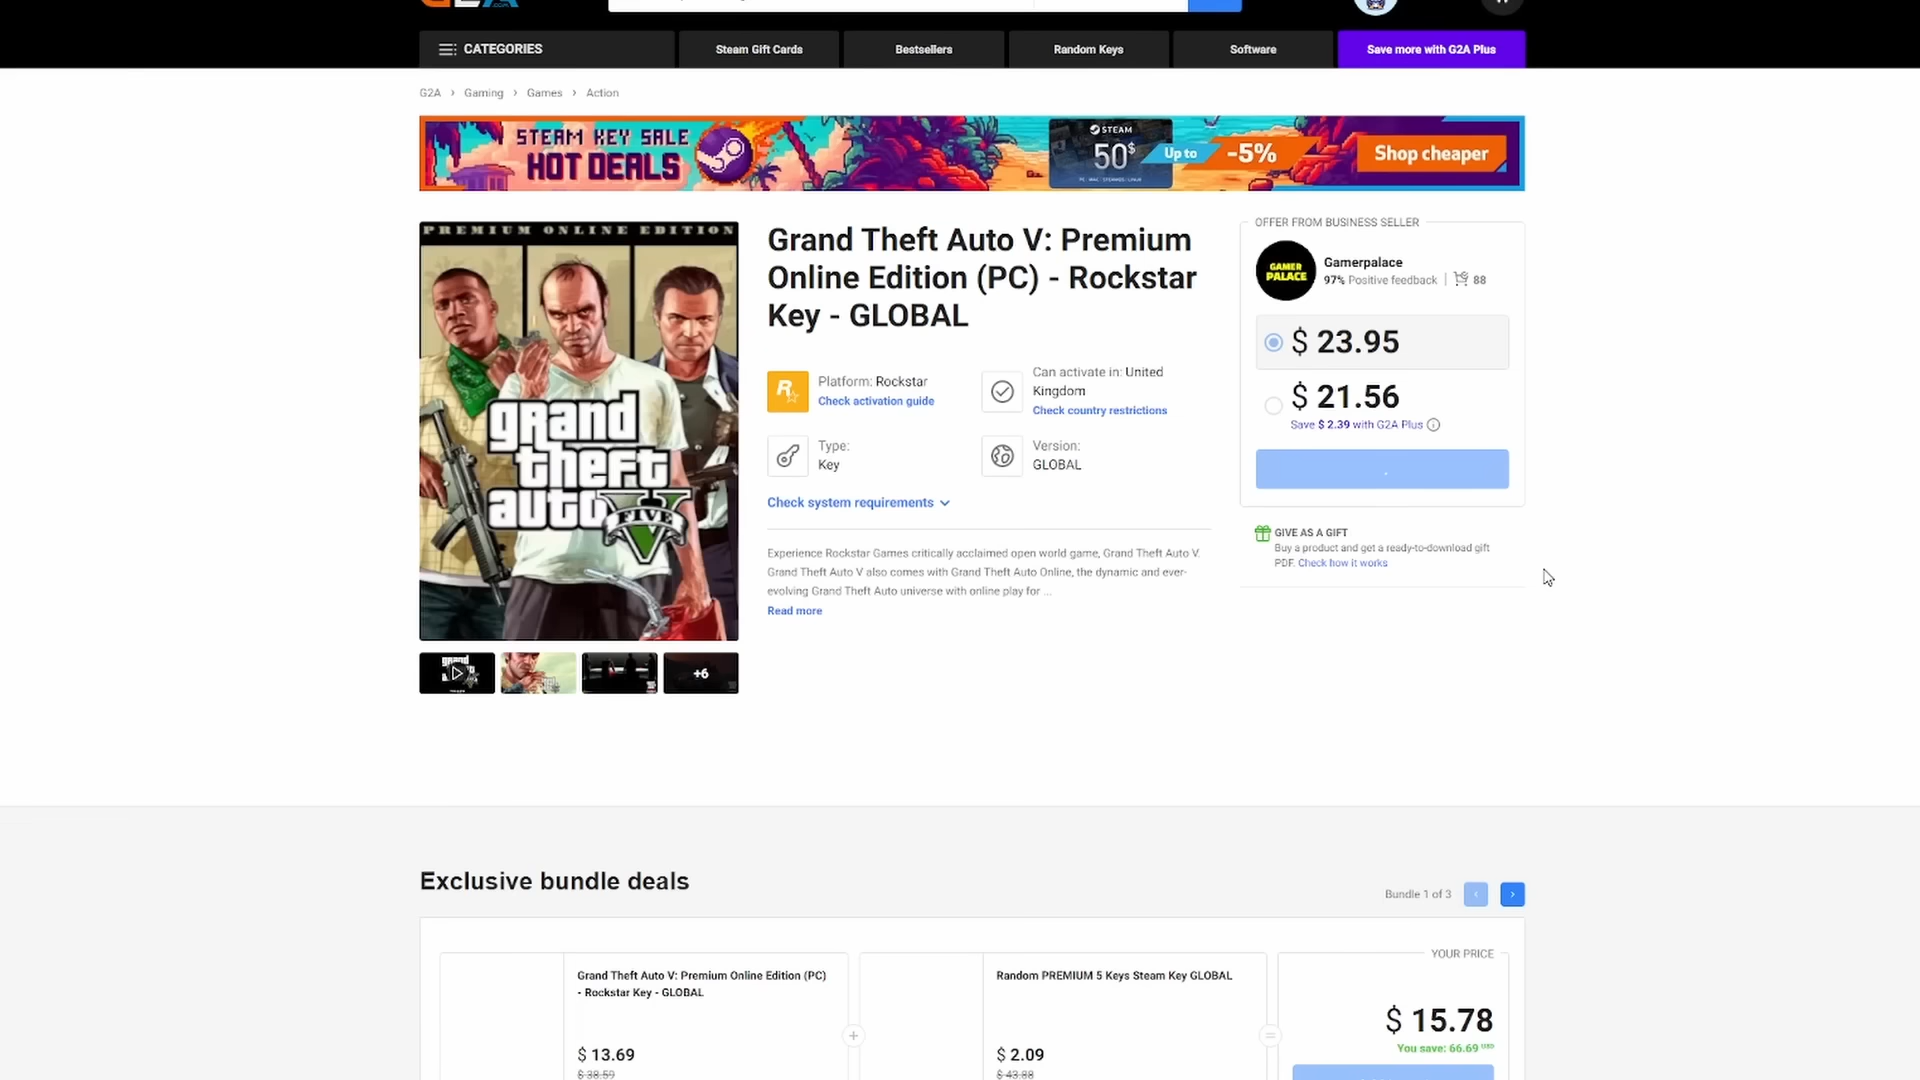 CATEGORIES
Steam Gift Cards
Bestsellers
Random Keys
Software
Save more with G2A Plus
G2A › Gaming › Games › Action
STEAM KEY SALE
HOT DEALS
STEAM
50$
Up to
-5%
Shop cheaper
PREMIUM ONLINE EDITION
grand
theft
auto V
FIVE
+6
Grand Theft Auto V: Premium
Online Edition (PC) - Rockstar
Key - GLOBAL
Platform: Rockstar
Check activation guide
Can activate in: United
Kingdom
Check country restrictions
Type:
Key
Version:
GLOBAL
Check system requirements
Experience Rockstar Games critically acclaimed open world game, Grand Theft Auto V.
Grand Theft Auto V also comes with Grand Theft Auto Online, the dynamic and ever-
evolving Grand Theft Auto universe with online play for ...
Read more
OFFER FROM BUSINESS SELLER
GAMER
PALACE
Gamerpalace
97% Positive feedback | 88
$ 23.95
$ 21.56
Save $ 2.39 with G2A Plus
GIVE AS A GIFT
Buy a product and get a ready-to-download gift
PDF. Check how it works
Exclusive bundle deals
Bundle 1 of 3
Grand Theft Auto V: Premium Online Edition (PC)
- Rockstar Key - GLOBAL
$ 13.69
$ 38.59
+
Random PREMIUM 5 Keys Steam Key GLOBAL
$ 2.09
$ 43.88
=
YOUR PRICE
$ 15.78
You save: 66.69 USD